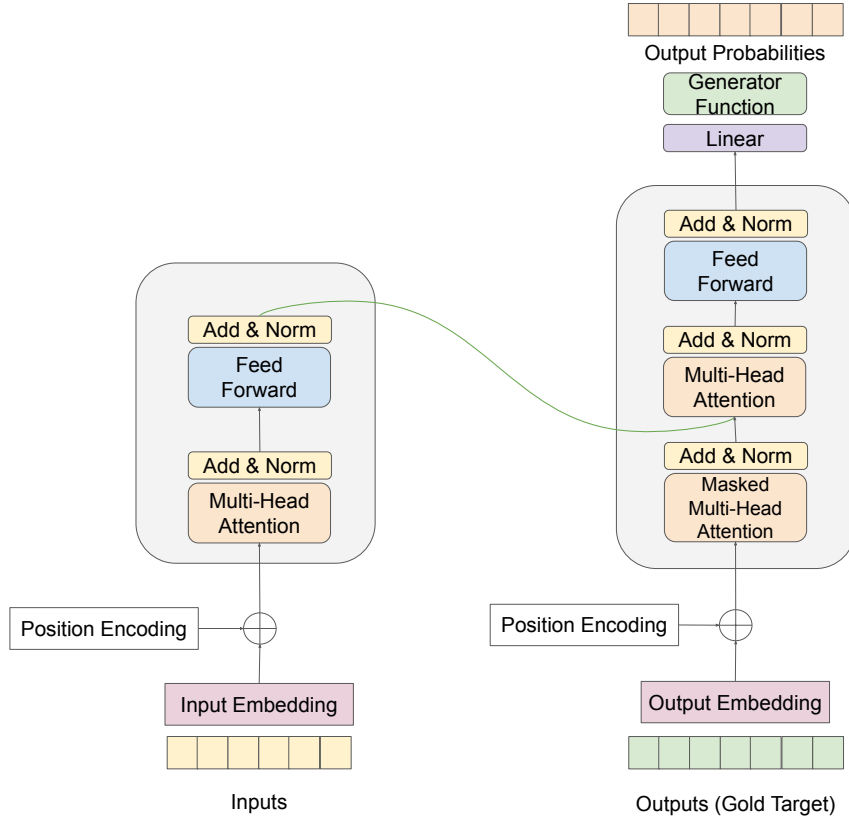 Output Probabilities
Generator
Function
Linear
Add & Norm
Feed
Forward
Add & Norm
Multi-Head
Attention
Add & Norm
Masked
Multi-Head
Attention
Position Encoding
Output Embedding
Outputs (Gold Target)
Add & Norm
Feed
Forward
Add & Norm
Multi-Head
Attention
Position Encoding
Input Embedding
Inputs